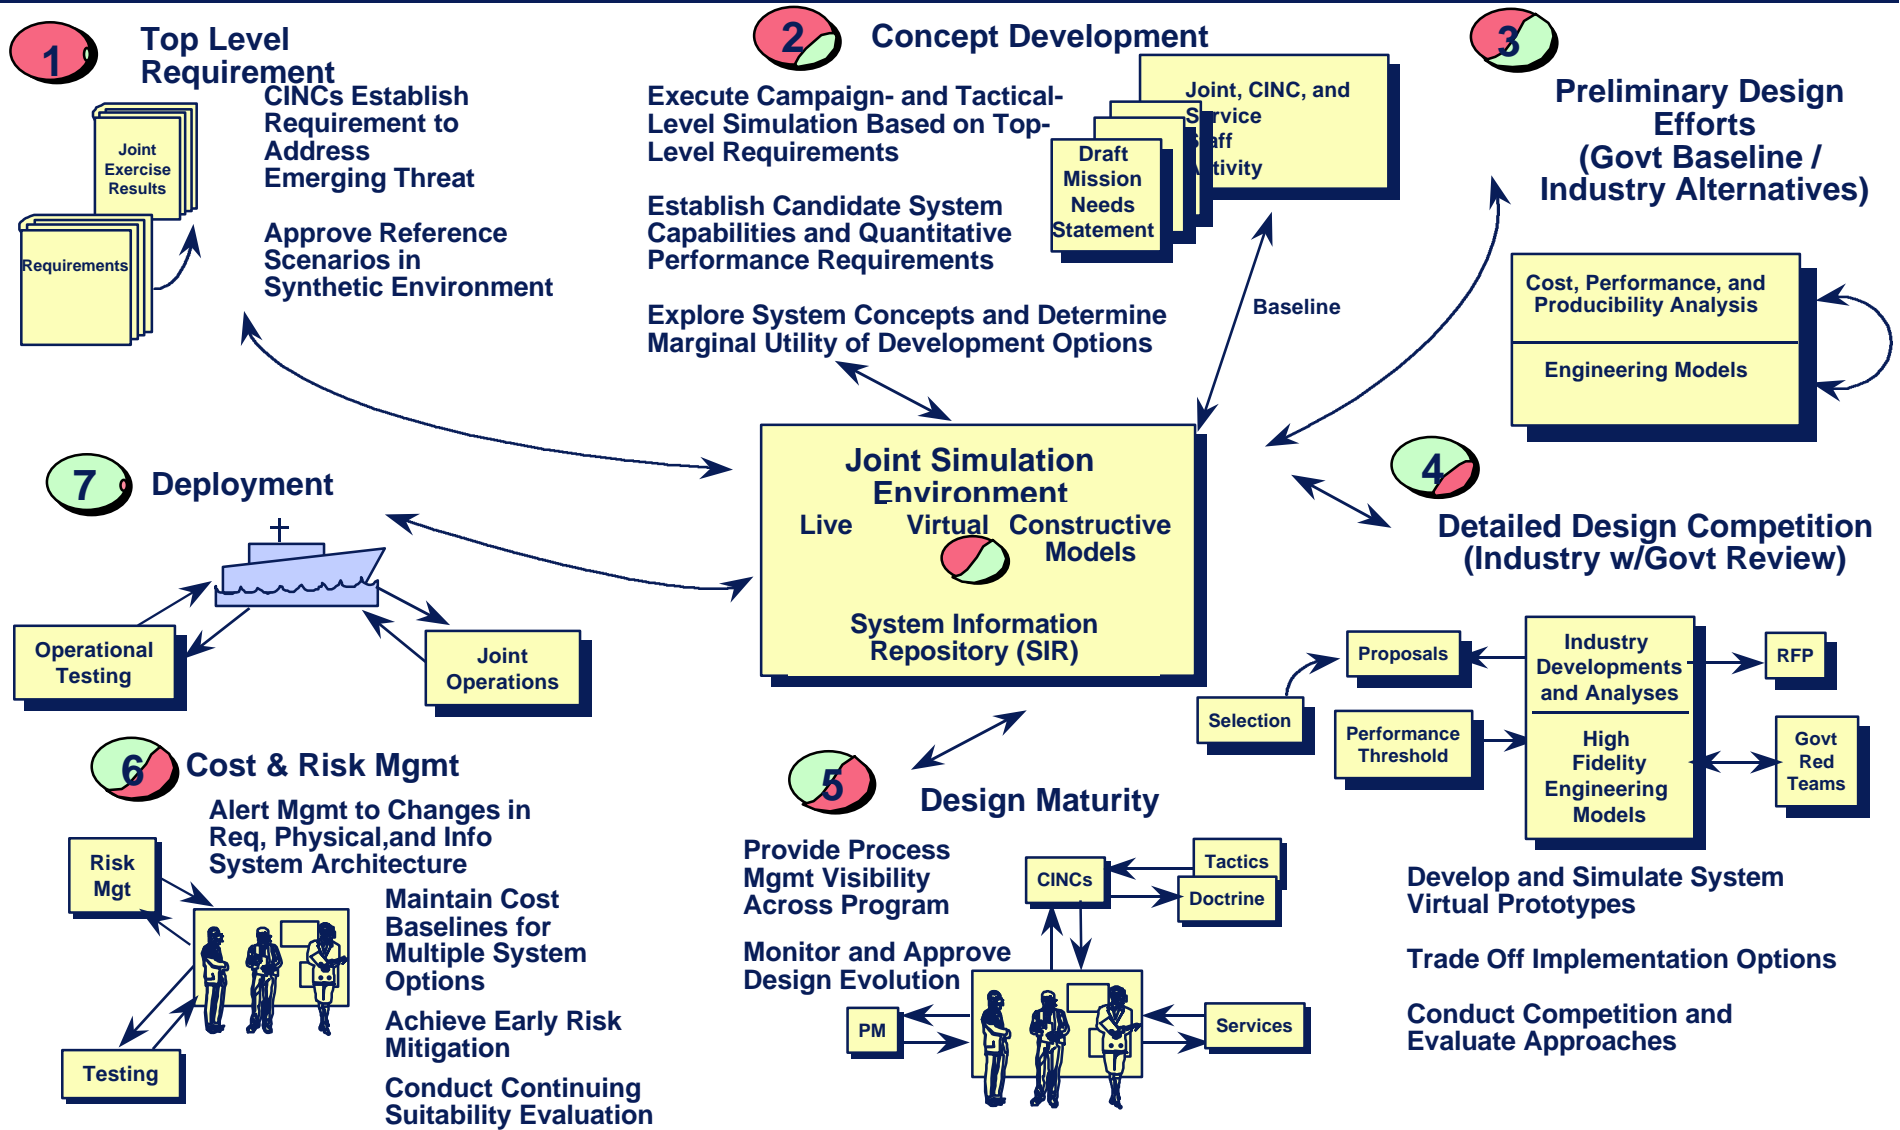 1
Top Level
Requirement
CINCs Establish
Requirement to
Address
Emerging Threat
Approve Reference
Scenarios in
Synthetic Environment
Joint
Exercise
Results
Requirements
2
Concept Development
Execute Campaign- and Tactical-
Level Simulation Based on Top-
Level Requirements
Establish Candidate System
Capabilities and Quantitative
Performance Requirements
Explore System Concepts and Determine
Marginal Utility of Development Options
Joint, CINC, and
Draft
Mission
Needs
Statement
Baseline
3
Preliminary Design
Efforts
(Govt Baseline /
Industry Alternatives)
Cost, Performance, and
Producibility Analysis
Engineering Models
Joint Simulation
Environment
Live Virtual Constructive
Models
System Information
Repository (SIR)
4
Detailed Design Competition
(Industry w/Govt Review)
Proposals
Selection
Performance
Threshold
Industry
Developments
and Analyses
High
Fidelity
Engineering
Models
RFP
Govt
Red
Teams
Develop and Simulate System
Virtual Prototypes
Trade Off Implementation Options
Conduct Competition and
Evaluate Approaches
5
Design Maturity
Provide Process
Mgmt Visibility
Across Program
Monitor and Approve
Design Evolution
CINCs
Tactics
Doctrine
PM
Services
6
Cost & Risk Mgmt
Alert Mgmt to Changes in
Req, Physical,and Info
System Architecture
Risk
Mgt
Testing
Maintain Cost
Baselines for
Multiple System
Options
Achieve Early Risk
Mitigation
Conduct Continuing
Suitability Evaluation
7
Deployment
Operational
Testing
Joint
Operations